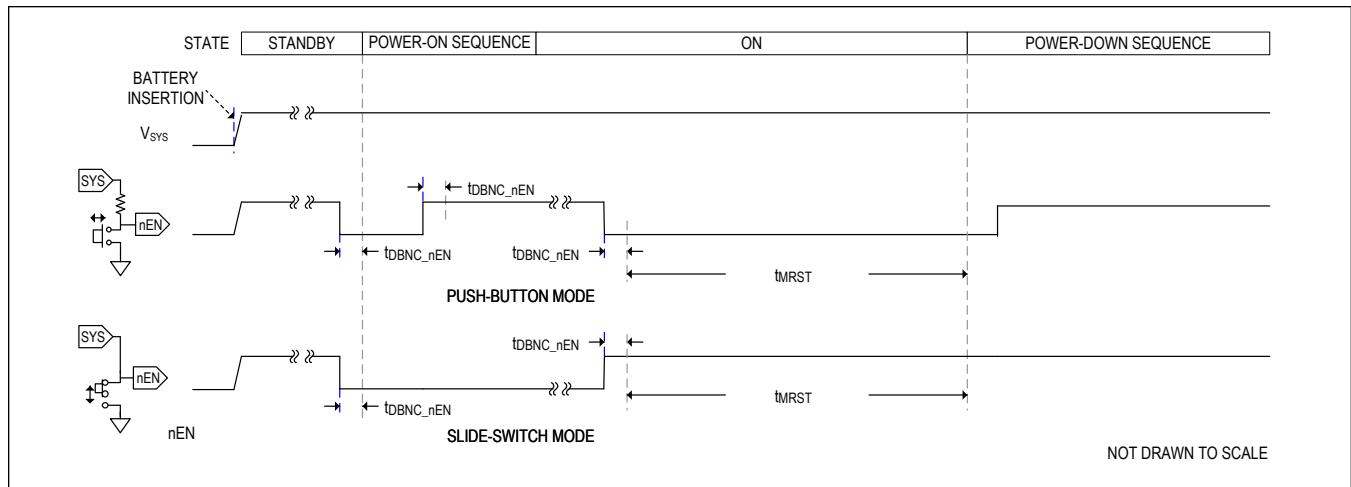 STATE STANDBY POWER-ON SEQUENCE ON POWER-DOWN SEQUENCE
BATTERY
INSERTION
VSYS
SYS
nEN
tDBNC_nEN
tDBNC_nEN
tDBNC_nEN
tMRST
PUSH-BUTTON MODE
SYS
nEN
tDBNC_nEN
tDBNC_nEN
tMRST
nEN
SLIDE-SWITCH MODE
NOT DRAWN TO SCALE